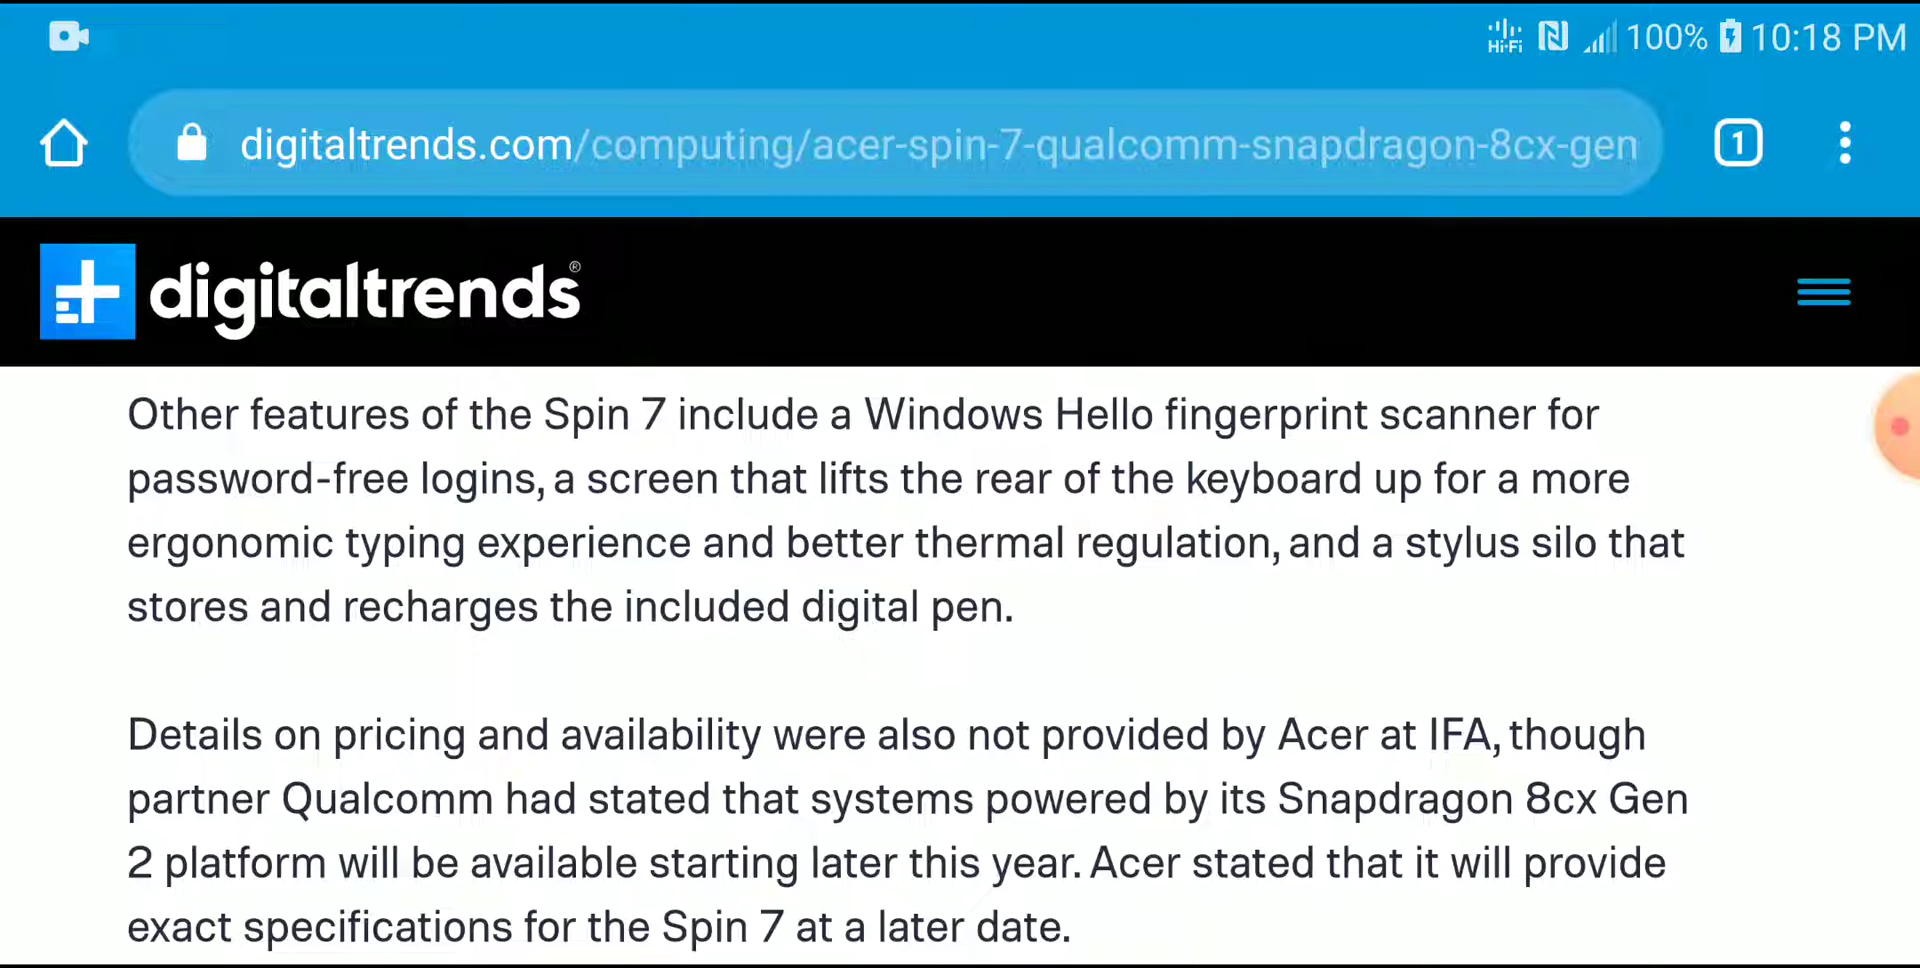 Hi-Fi 100% 10:18 PM
digitaltrends.com/computing/acer-spin-7-qualcomm-snapdragon-8cx-gen 1
digitaltrends®
Other features of the Spin 7 include a Windows Hello fingerprint scanner for
password-free logins, a screen that lifts the rear of the keyboard up for a more
ergonomic typing experience and better thermal regulation, and a stylus silo that
stores and recharges the included digital pen.
Details on pricing and availability were also not provided by Acer at IFA, though
partner Qualcomm had stated that systems powered by its Snapdragon 8cx Gen
2 platform will be available starting later this year. Acer stated that it will provide
exact specifications for the Spin 7 at a later date.